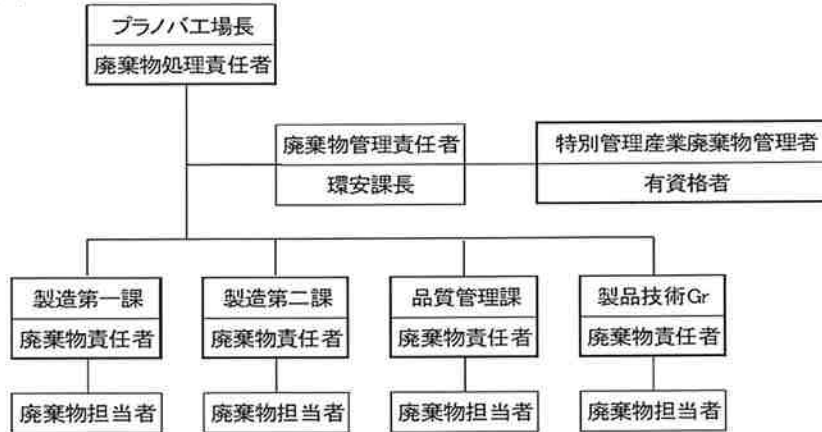 プラノバ工場長
廃棄物処理責任者
廃棄物管理責任者
環安課長
特別管理産業廃棄物管理者
有資格者
製造第一課
廃棄物責任者
製造第二課
廃棄物責任者
品質管理課
廃棄物責任者
製品技術Gr
廃棄物責任者
廃棄物担当者
廃棄物担当者
廃棄物担当者
廃棄物担当者